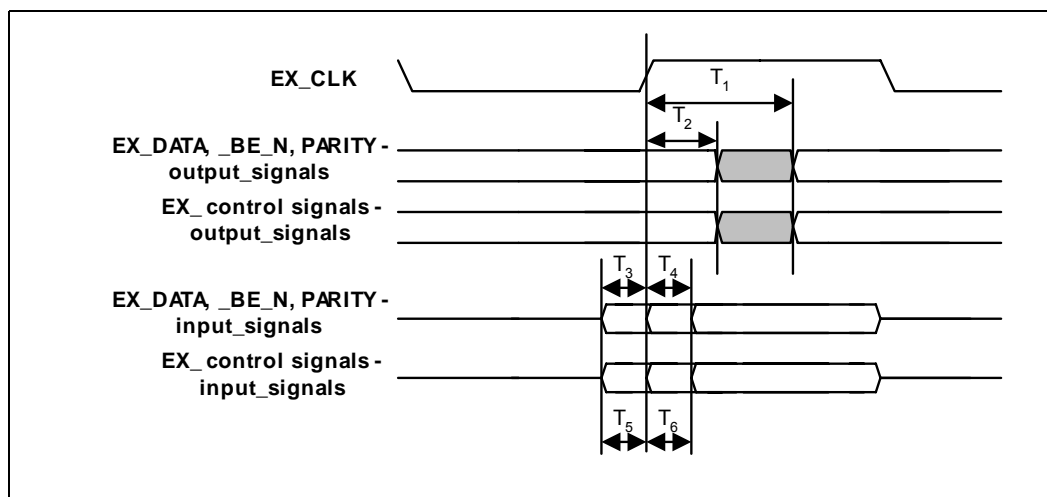 EX_CLK
T1
T2
EX_DATA, _BE_N, PARITY -
output_signals
EX_ control signals -
output_signals
T3 T4
EX_DATA, _BE_N, PARITY -
input_signals
EX_ control signals -
input_signals
T5 T6